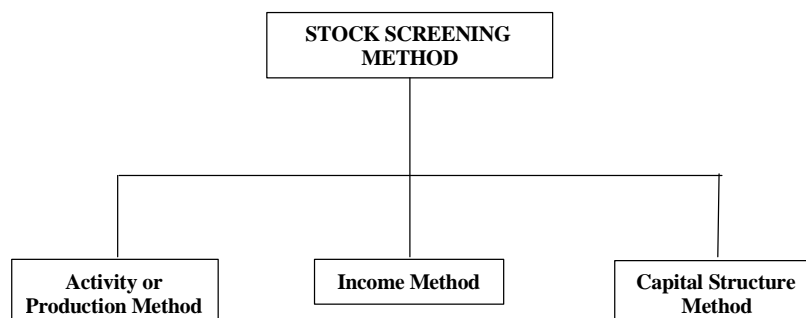 STOCK SCREENING
METHOD
Activity or
Production Method
Income Method
Capital Structure
Method